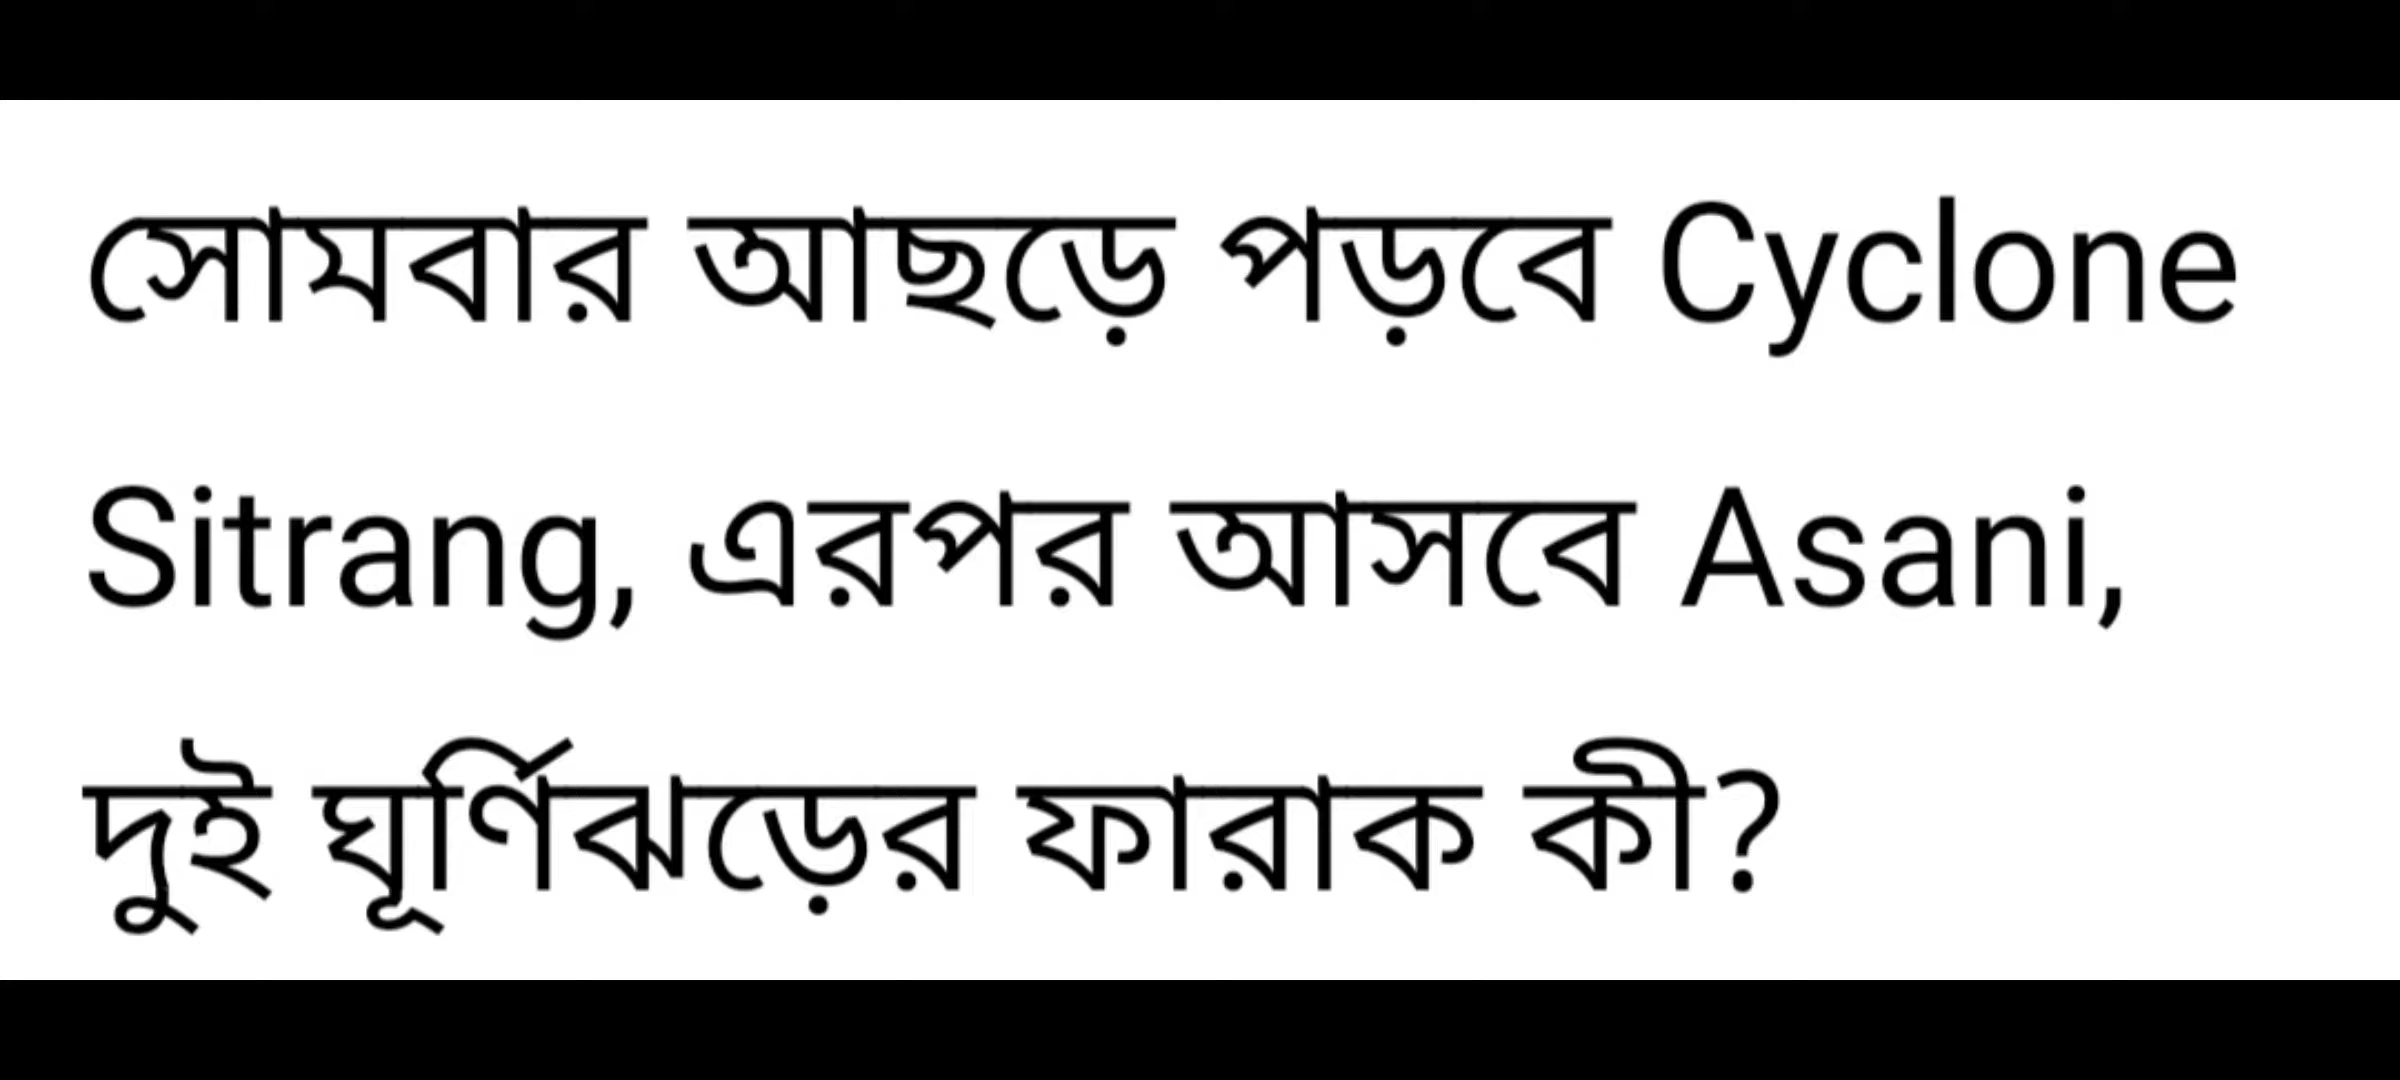 সোমবার আছড়ে পড়বে Cyclone
Sitrang, এরপর আসবে Asani,
দুই ঘূর্ণিঝড়ের ফারাক কী?